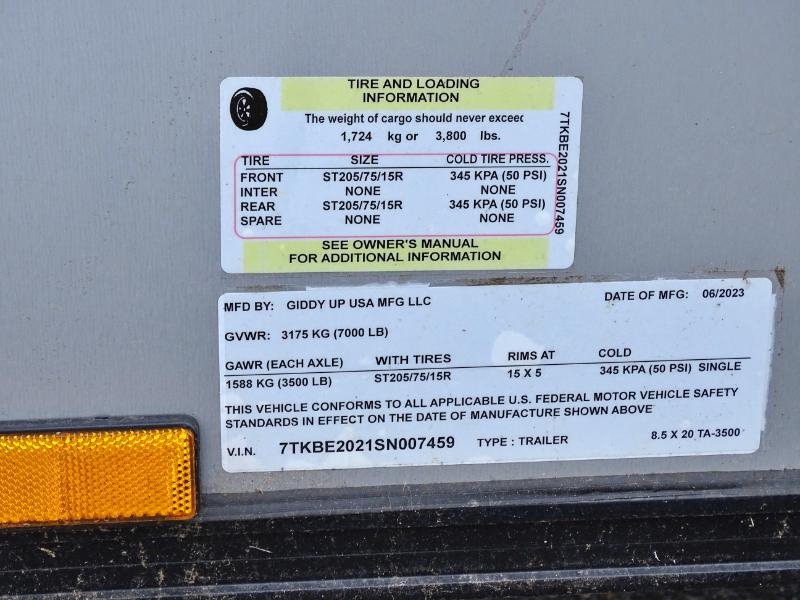 TIRE AND LOADING
INFORMATION
The weight of cargo should never exceed
1,724 kg or 3,800 lbs.
TIRE SIZE COLD TIRE PRESS.
FRONT ST205/75/15R 345 KPA (50 PSI)
INTER NONE NONE
REAR ST205/75/15R 345 KPA (50 PSI)
SPARE NONE NONE
SEE OWNER'S MANUAL
FOR ADDITIONAL INFORMATION
7TKBE2021SN007459
MFD BY: GIDDY UP USA MFG LLC DATE OF MFG: 06/2023
GVWR: 3175 KG (7000 LB)
GAWR (EACH AXLE) WITH TIRES RIMS AT COLD
1588 KG (3500 LB) ST205/75/15R 15 X 5 345 KPA (50 PSI) SINGLE
THIS VEHICLE CONFORMS TO ALL APPLICABLE U.S. FEDERAL MOTOR VEHICLE SAFETY
STANDARDS IN EFFECT ON THE DATE OF MANUFACTURE SHOWN ABOVE
V.I.N. 7TKBE2021SN007459 TYPE : TRAILER 8.5 X 20 TA-3500